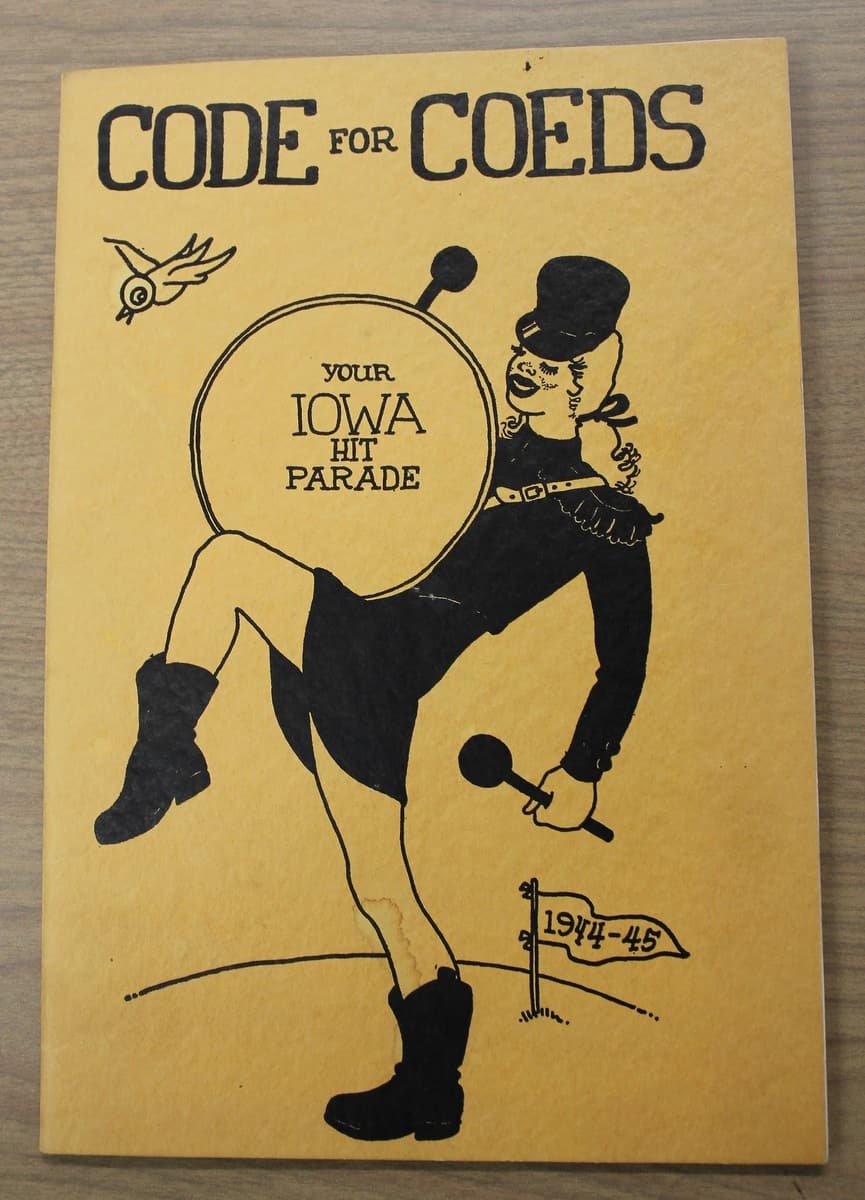 CODE FOR COEDS
YOUR
IOWA
HIT
PARADE
1944-45